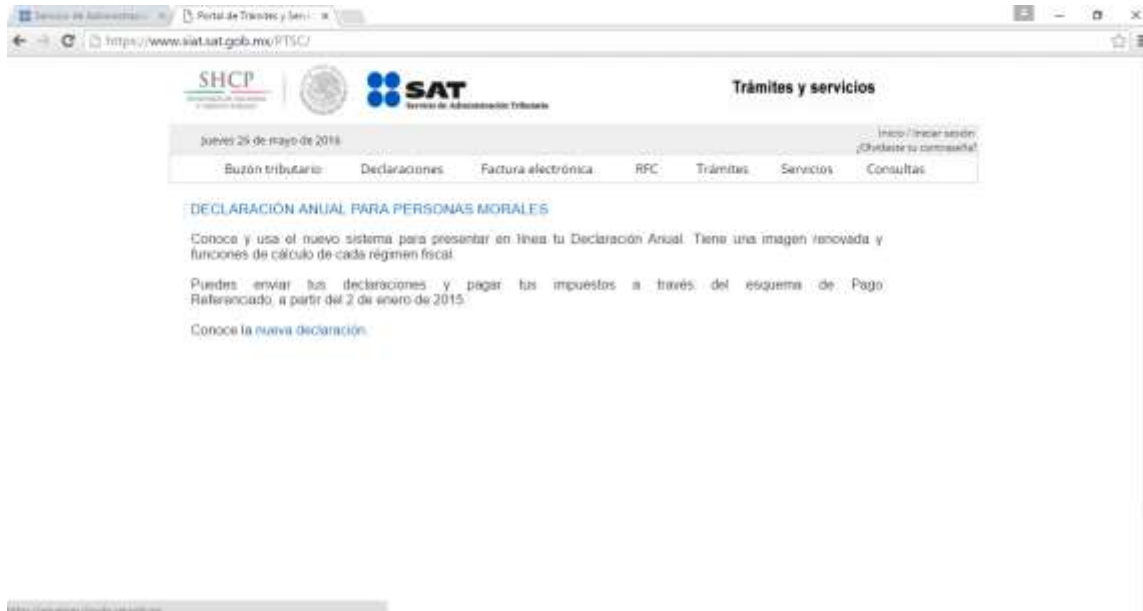 Portal de Trámites y Servi
https://www.siat.sat.gob.mx/PTSC/
SHCP
SAT
Servicio de Administración Tributaria
Trámites y servicios
Jueves 26 de mayo de 2016
Inicio / Iniciar sesión
¿Olvidaste tu contraseña?
Buzón tributario Declaraciones Factura electrónica RFC Trámites Servicios Consultas
DECLARACIÓN ANUAL PARA PERSONAS MORALES
Conoce y usa el nuevo sistema para presentar en línea tu Declaración Anual. Tiene una imagen renovada y
funciones de cálculo de cada régimen fiscal.
Puedes enviar tus declaraciones y pagar tus impuestos a través del esquema de Pago
Referenciado, a partir del 2 de enero de 2015.
Conoce la nueva declaración.